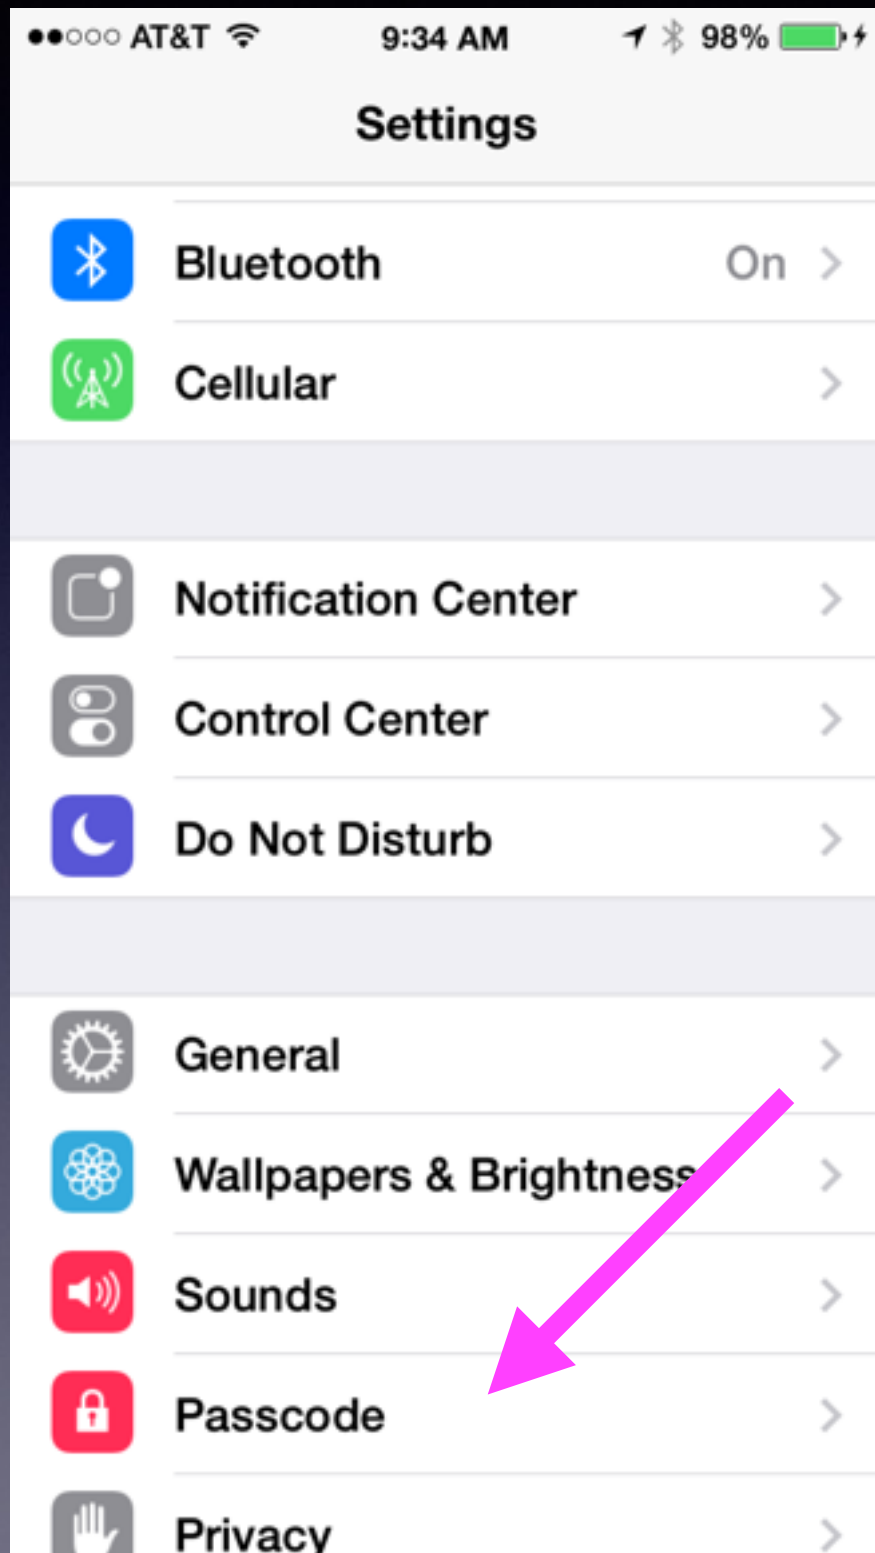 AT&T 9:34 AM 98%
Settings
Bluetooth On
Cellular
Notification Center
Control Center
Do Not Disturb
General
Wallpapers & Brightness
Sounds
Passcode
Privacy